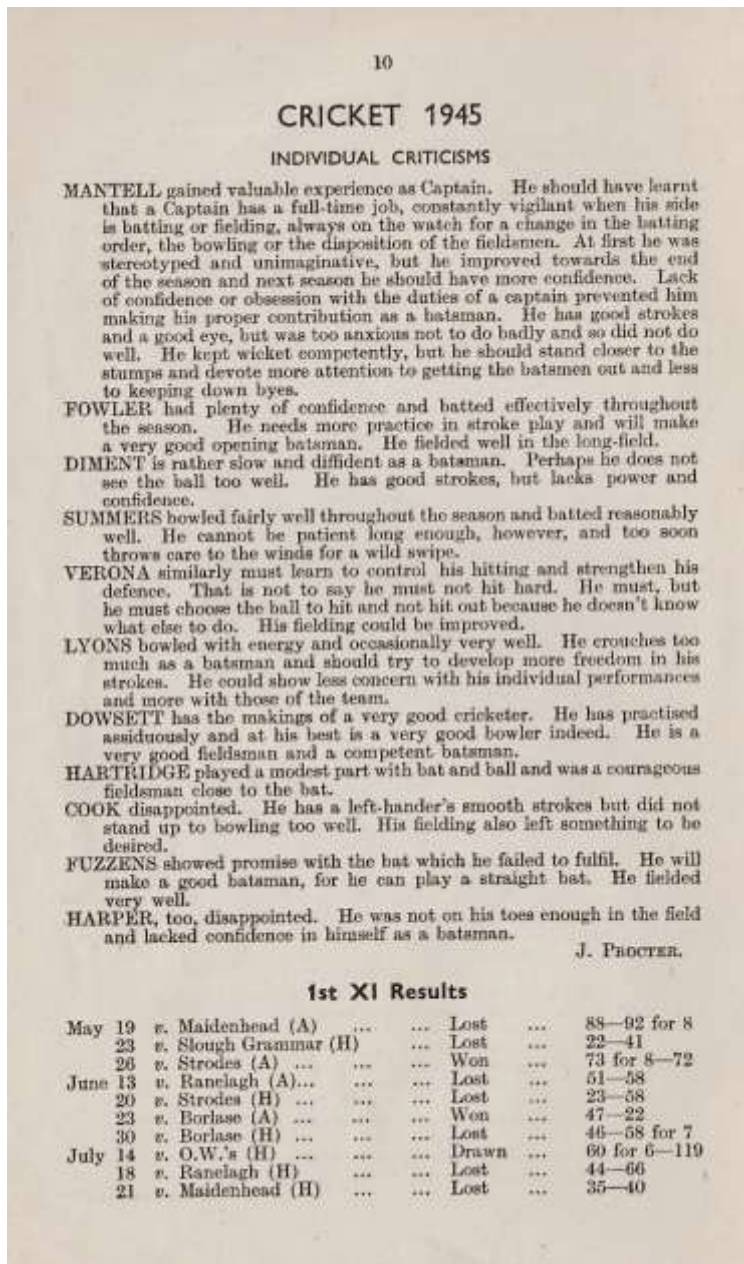 10
CRICKET 1945
INDIVIDUAL CRITICISMS
MANTELL gained valuable experience as Captain. He should have learnt
that a Captain has a full-time job, constantly vigilant when his side
is batting or fielding, always on the watch for a change in the batting
order, the bowling or the disposition of the fieldsmen. At first he was
stereotyped and unimaginative, but he improved towards the end
of the season and next season he should have more confidence. Lack
of confidence or obsession with the duties of a captain prevented him
making his proper contribution as a batsman. He has good strokes
and a good eye, but was too anxious not to do badly and so did not do
well. He kept wicket competently, but he should stand closer to the
stumps and devote more attention to getting the batsmen out and less
to keeping down byes.
FOWLER had plenty of confidence and batted effectively throughout
the season. He needs more practice in stroke play and will make
a very good opening batsman. He fielded well in the long-field.
DIMENT is rather slow and diffident as a batsman. Perhaps he does not
see the ball too well. He has good strokes, but lacks power and
confidence.
SUMMERS bowled fairly well throughout the season and batted reasonably
well. He cannot be patient long enough, however, and too soon
throws care to the winds for a wild swipe.
VERONA similarly must learn to control his hitting and strengthen his
defence. That is not to say he must not hit hard. He must, but
he must choose the ball to hit and not hit out because he doesn't know
what else to do. His fielding could be improved.
LYONS bowled with energy and occasionally very well. He crouches too
much as a batsman and should try to develop more freedom in his
strokes. He could show less concern with his individual performances
and more with those of the team.
DOWSETT has the makings of a very good cricketer. He has practised
assiduously and at his best is a very good bowler indeed. He is a
very good fieldsman and a competent batsman.
HARTRIDGE played a modest part with bat and ball and was a courageous
fieldsman close to the bat.
COOK disappointed. He has a left-hander's smooth strokes but did not
stand up to bowling too well. His fielding also left something to be
desired.
FUZZENS showed promise with the bat which he failed to fulfil. He will
make a good batsman, for he can play a straight bat. He fielded
very well.
HARPER, too, disappointed. He was not on his toes enough in the field
and lacked confidence in himself as a batsman.
J. PROCTER.
1st XI Results
May 19 v. Maidenhead (A) ... ... Lost ... 88—92 for 8
23 v. Slough Grammar (H) ... Lost ... 22—41
26 v. Strodes (A) ... ... ... Won ... 73 for 8—72
June 13 v. Ranelagh (A)... ... ... Lost ... 51—58
20 v. Strodes (H) ... ... ... Lost ... 23—58
23 v. Borlase (A) ... ... ... Won ... 47—22
30 v. Borlase (H) ... ... ... Lost ... 46—58 for 7
July 14 v. O.W.'s (H) ... ... ... Drawn ... 60 for 6—119
18 v. Ranelagh (H) ... ... Lost ... 44—66
21 v. Maidenhead (H) ... ... Lost ... 35—40